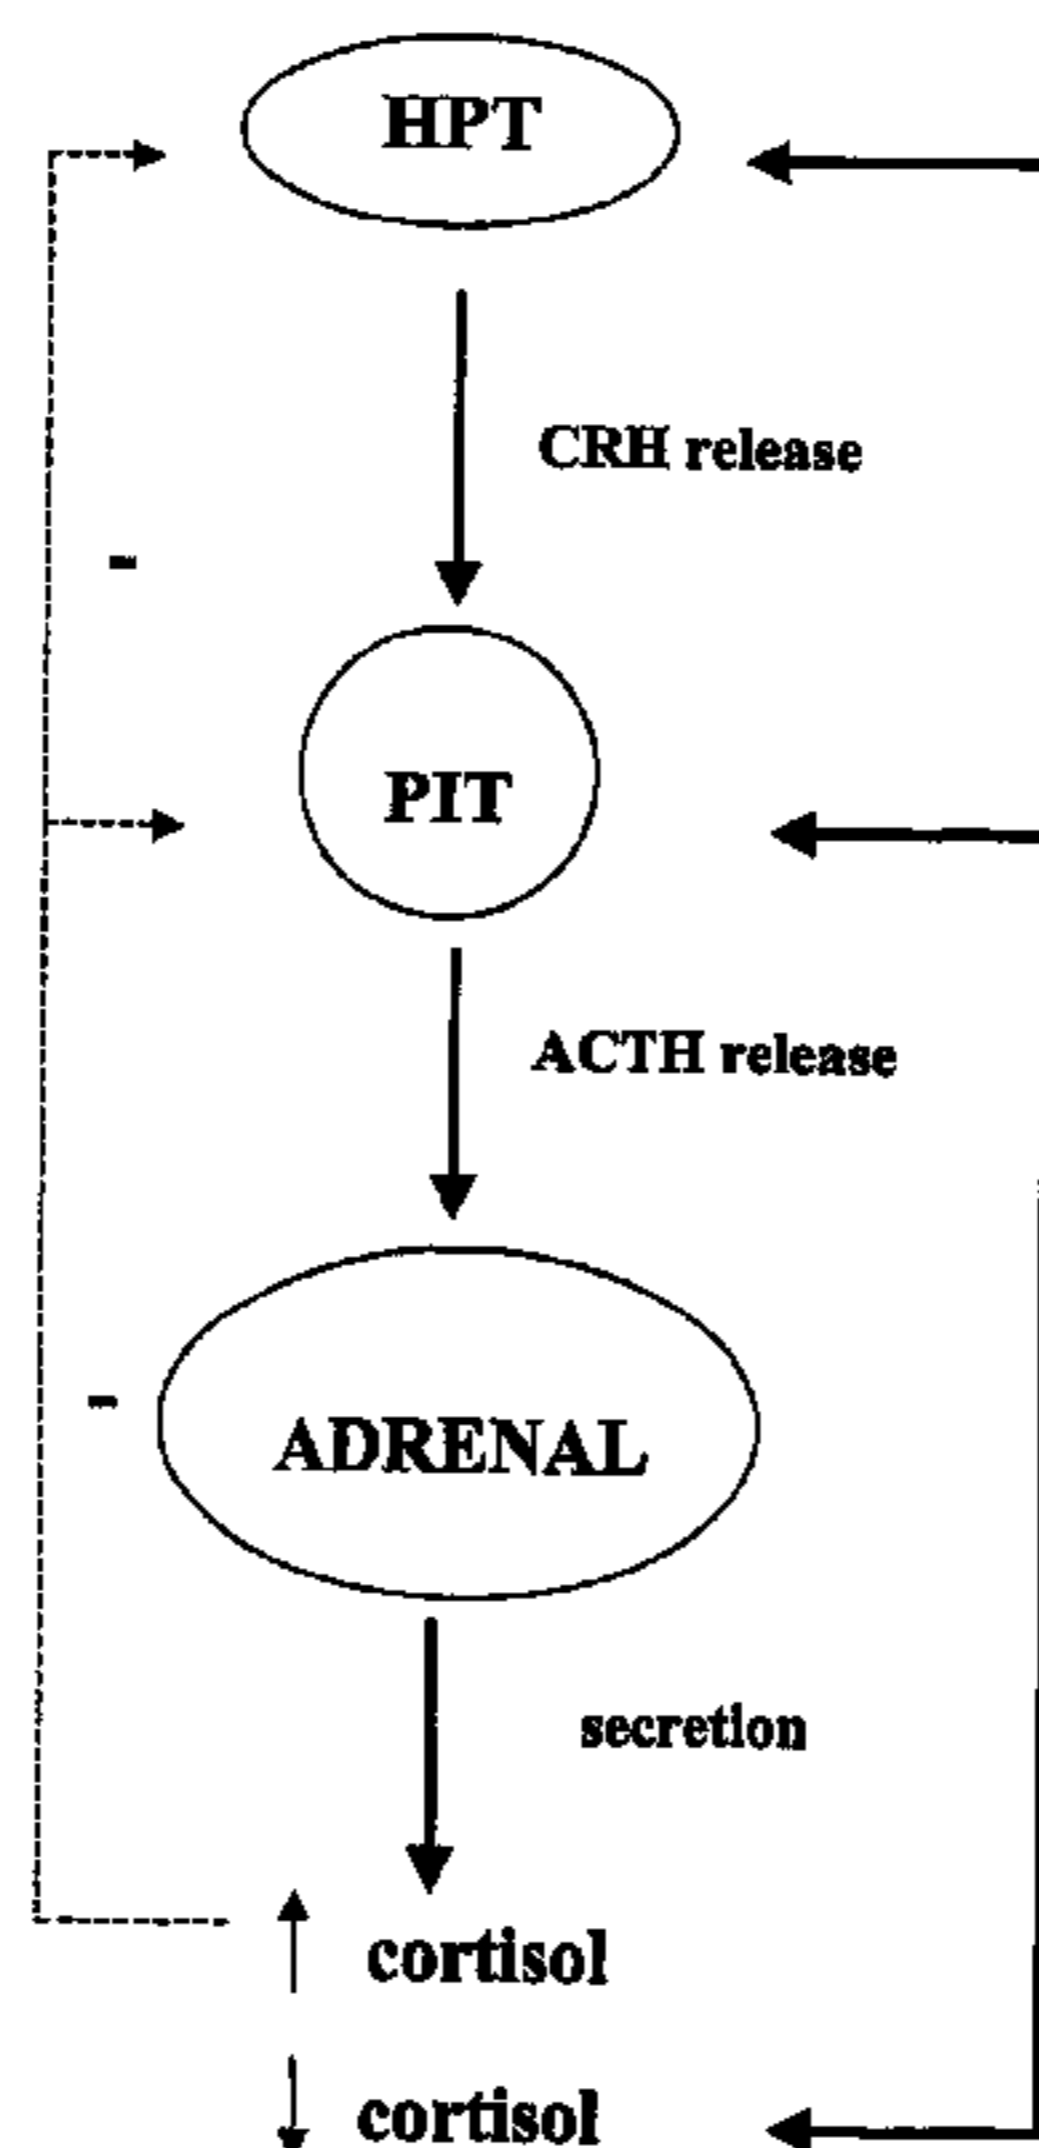 HPT
CRH release
-
PIT
ACTH release
-
ADRENAL
secretion
cortisol
cortisol